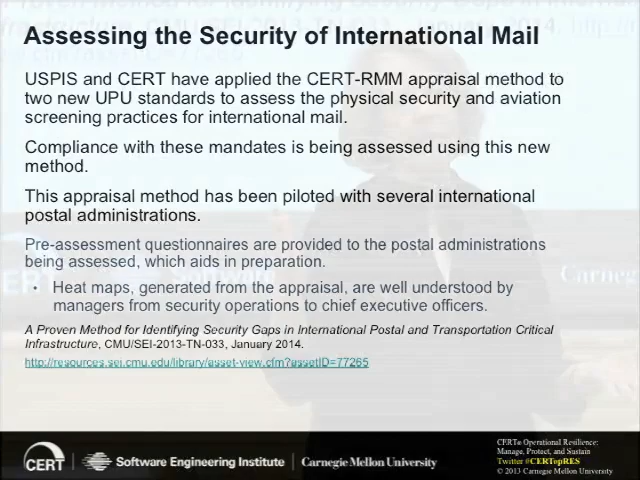 Assessing the Security of International Mail
USPIS and CERT have applied the CERT-RMM appraisal method to
two new UPU standards to assess the physical security and aviation
screening practices for international mail.
Compliance with these mandates is being assessed using this new
method.
This appraisal method has been piloted with several international
postal administrations.
Pre-assessment questionnaires are provided to the postal administrations
being assessed, which aids in preparation.
• Heat maps, generated from the appraisal, are well understood by
managers from security operations to chief executive officers.
A Proven Method for Identifying Security Gaps in International Postal and Transportation Critical
Infrastructure, CMU/SEI-2013-TN-033, January 2014.
http://resources.sei.cmu.edu/library/asset-view.cfm?assetID=77265
CERT | Software Engineering Institute | Carnegie Mellon University
CERT® Operational Resilience:
Manage, Protect, and Sustain
Twitter #CERTopRES
© 2013 Carnegie Mellon University